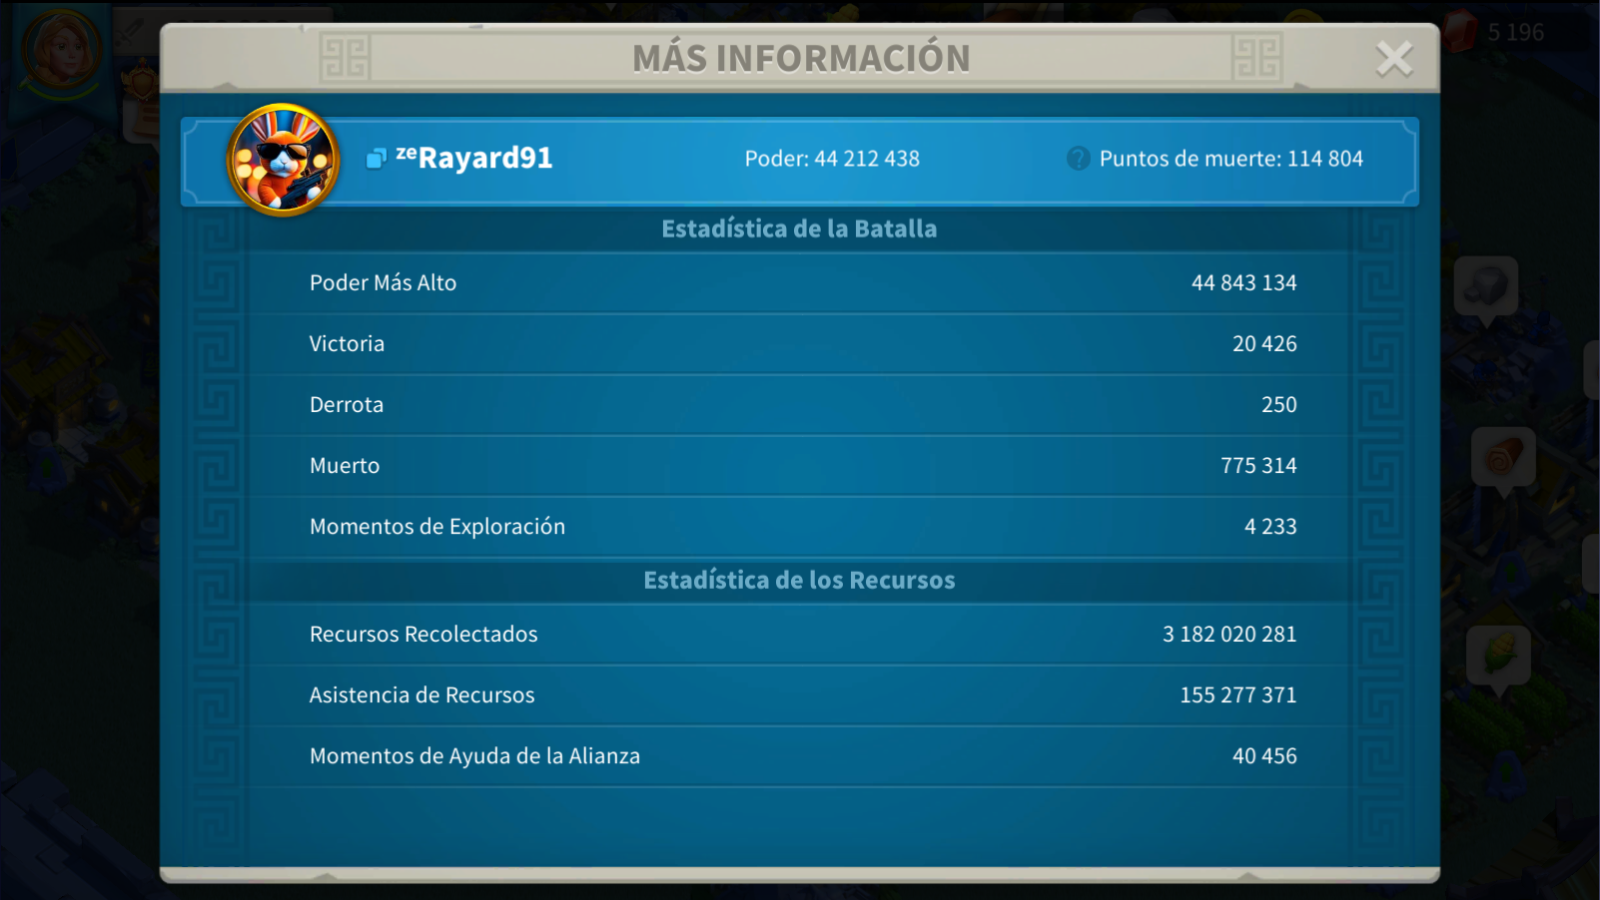 5 196
MÁS INFORMACIÓN
zeRayard91
Poder: 44 212 438
? Puntos de muerte: 114 804
Estadística de la Batalla
Poder Más Alto 44 843 134
Victoria 20 426
Derrota 250
Muerto 775 314
Momentos de Exploración 4 233
Estadística de los Recursos
Recursos Recolectados 3 182 020 281
Asistencia de Recursos 155 277 371
Momentos de Ayuda de la Alianza 40 456